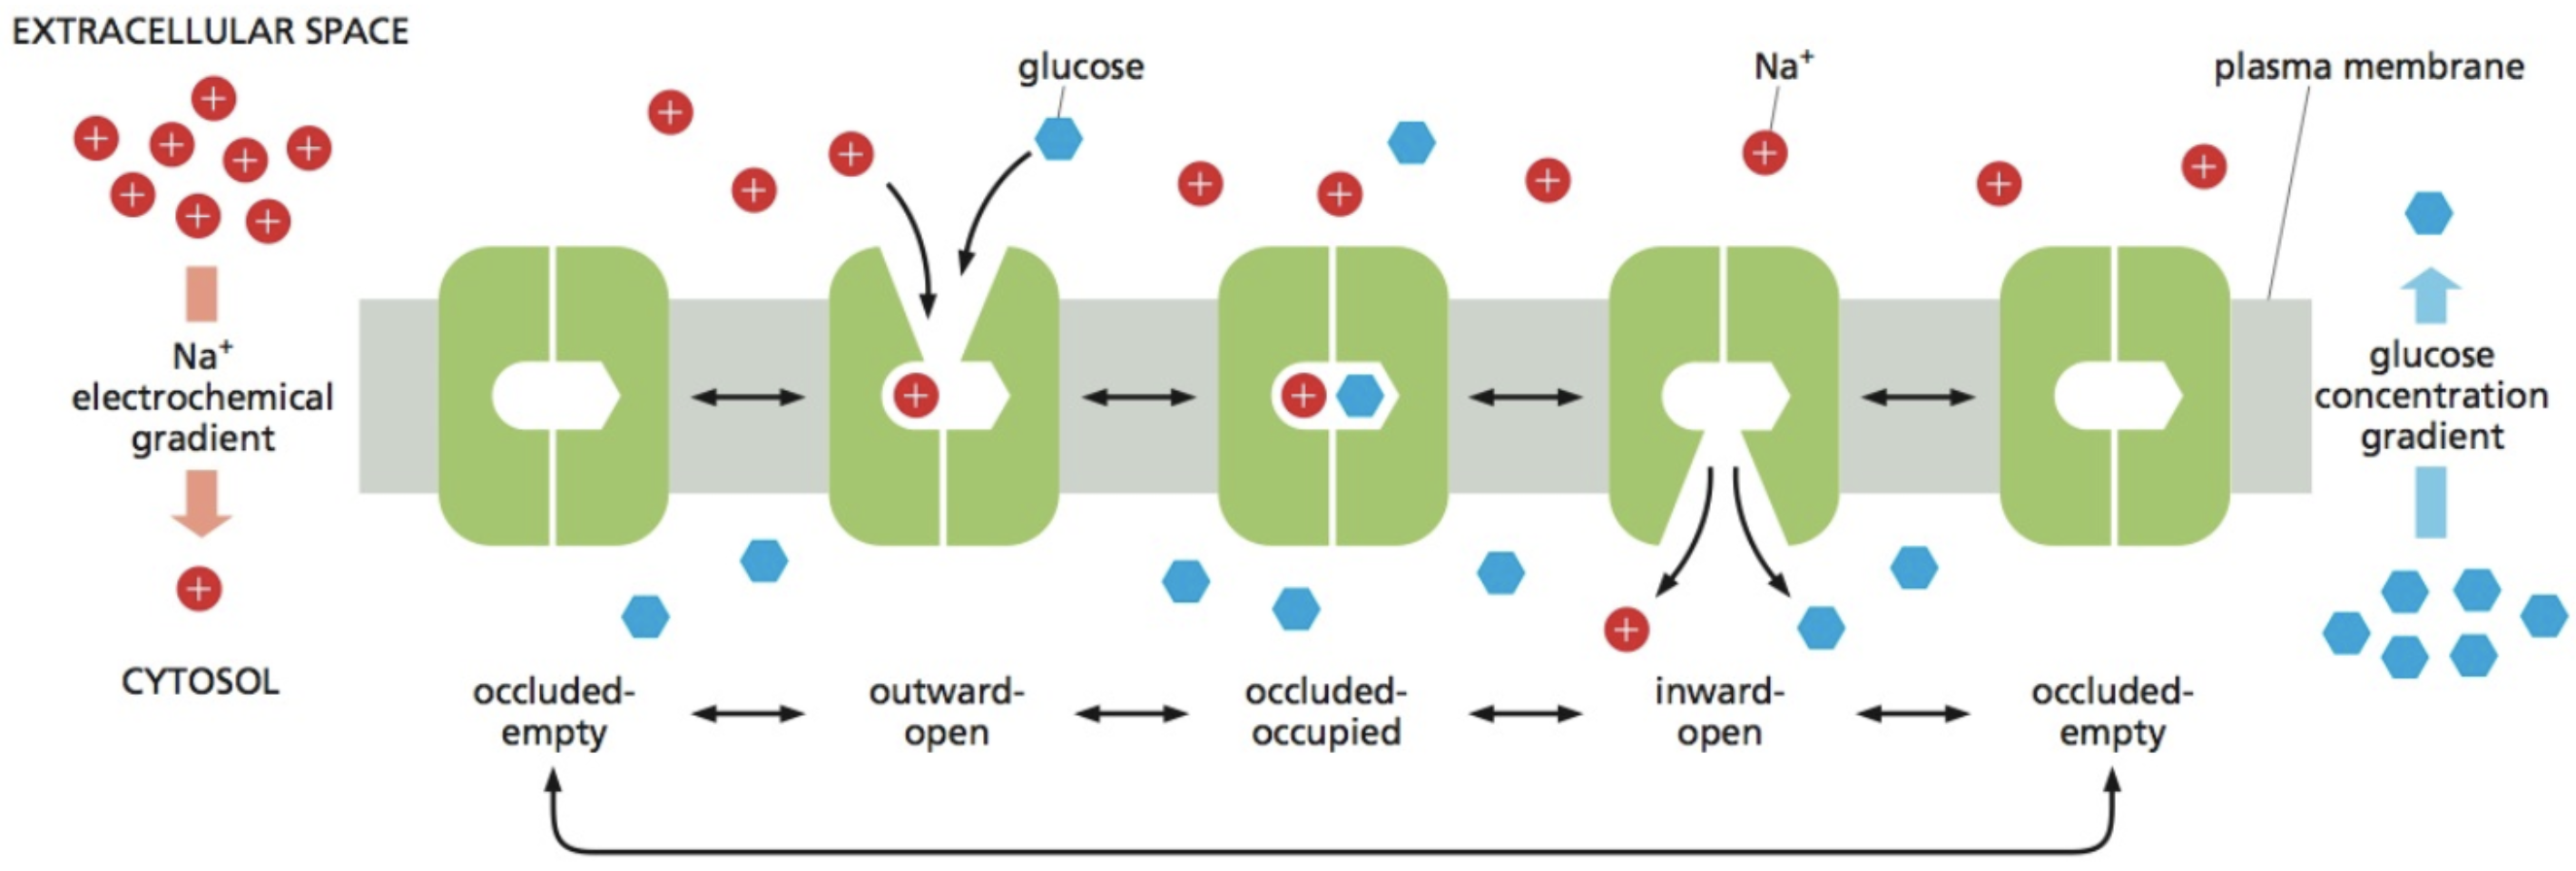 EXTRACELLULAR SPACE
glucose
Na⁺
plasma membrane
Na⁺
electrochemical
gradient
glucose
concentration
gradient
CYTOSOL
occluded-
empty
outward-
open
occluded-
occupied
inward-
open
occluded-
empty